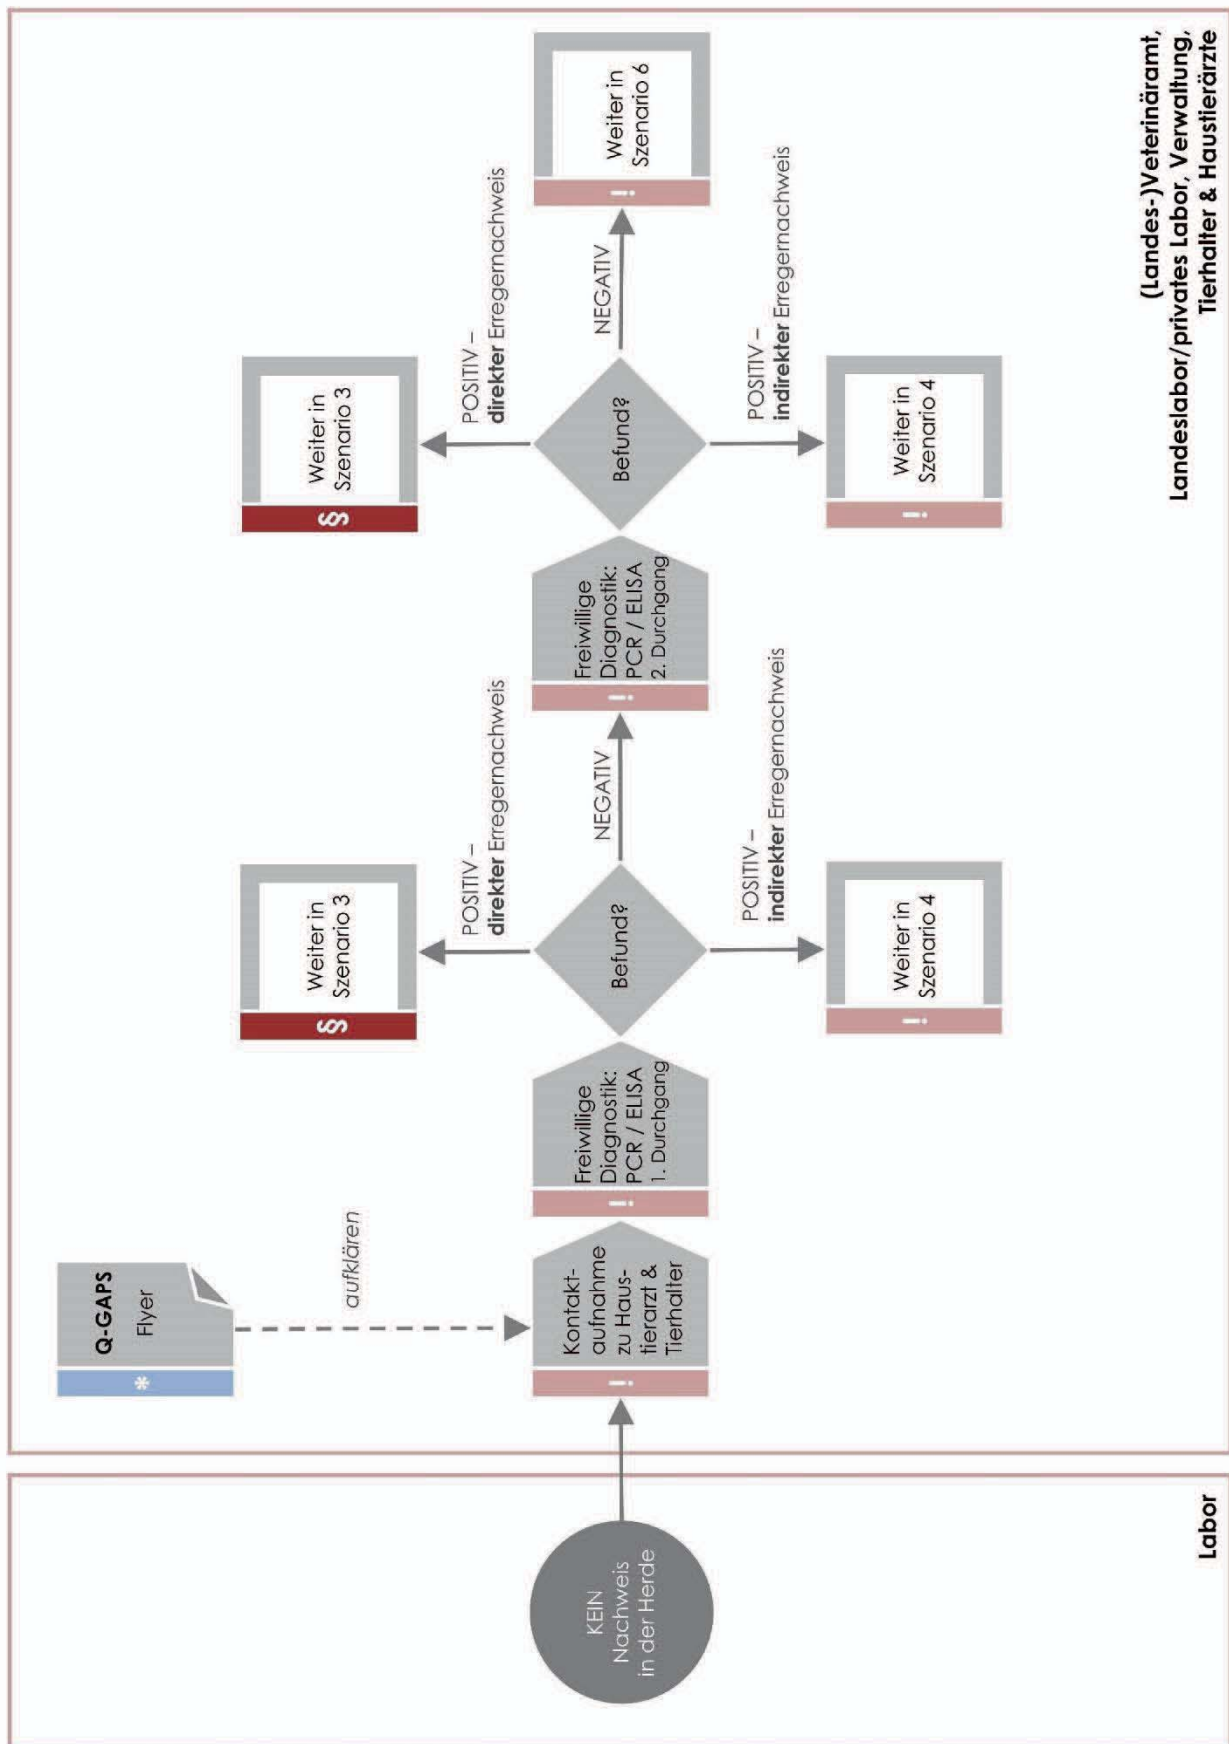 KEIN
Nachweis
in der Herde
Labor
*
Q-GAPS
Flyer
aufklären
!
Kontakt-
aufnahme
zu Haus-
tierarzt &
Tierhalter
!
Freiwillige
Diagnostik:
PCR / ELISA
1. Durchgang
Befund?
POSITIV –
direkter Erregernachweis
§
Weiter in
Szenario 3
NEGATIV
POSITIV –
indirekter Erregernachweis
!
Weiter in
Szenario 4
!
Freiwillige
Diagnostik:
PCR / ELISA
2. Durchgang
Befund?
POSITIV –
direkter Erregernachweis
§
Weiter in
Szenario 3
NEGATIV
!
Weiter in
Szenario 6
POSITIV –
indirekter Erregernachweis
!
Weiter in
Szenario 4
(Landes-)Veterinäramt,
Landeslabor/privates Labor, Verwaltung,
Tierhalter & Haustierärzte